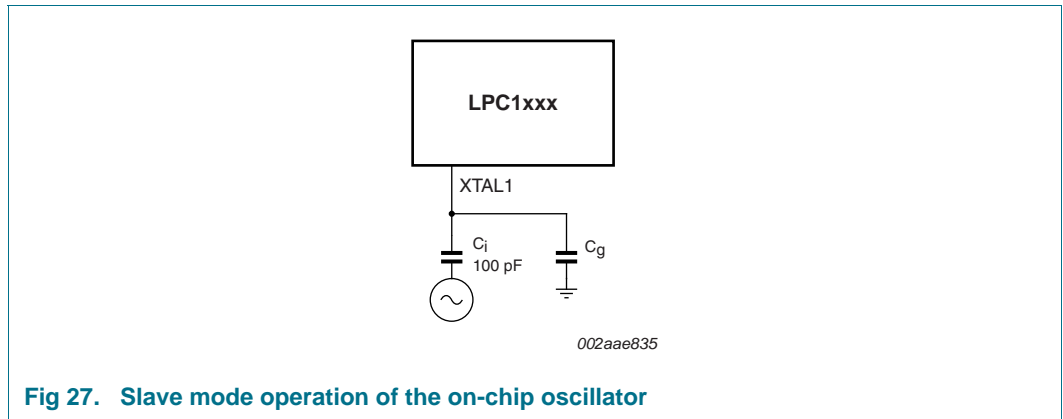 LPC1xxx
XTAL1
Ci
100 pF
Cg
002aae835
Fig 27. Slave mode operation of the on-chip oscillator